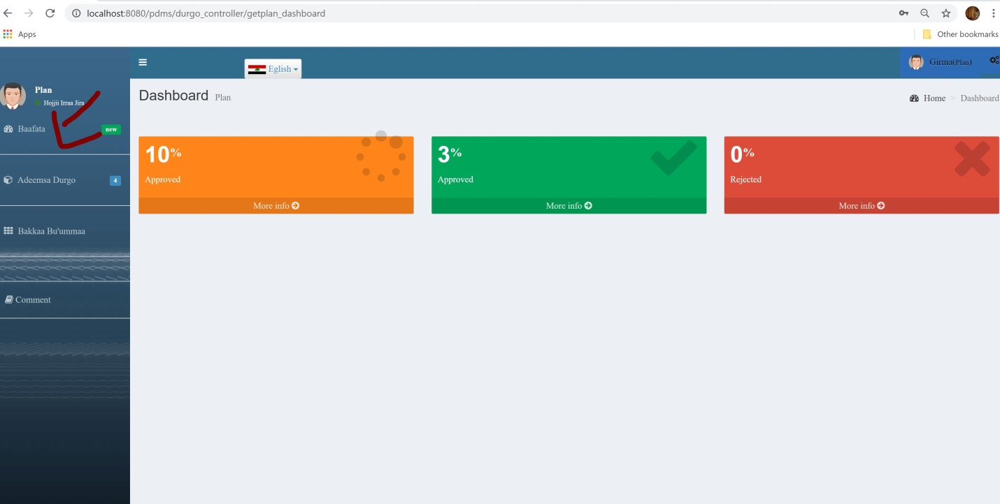 localhost:8080/pdms/durgo_controller/getplan_dashboard
Apps
Other bookmarks
Eglish
Girma(Plan)
Plan
Hojjii Irraa Jira
Dashboard Plan
Home > Dashboard
Baafata new
Adeemsa Durgo 4
Bakkaa Bu'ummaa
Comment
10%
Approved
More info
3%
Approved
More info
0%
Rejected
More info